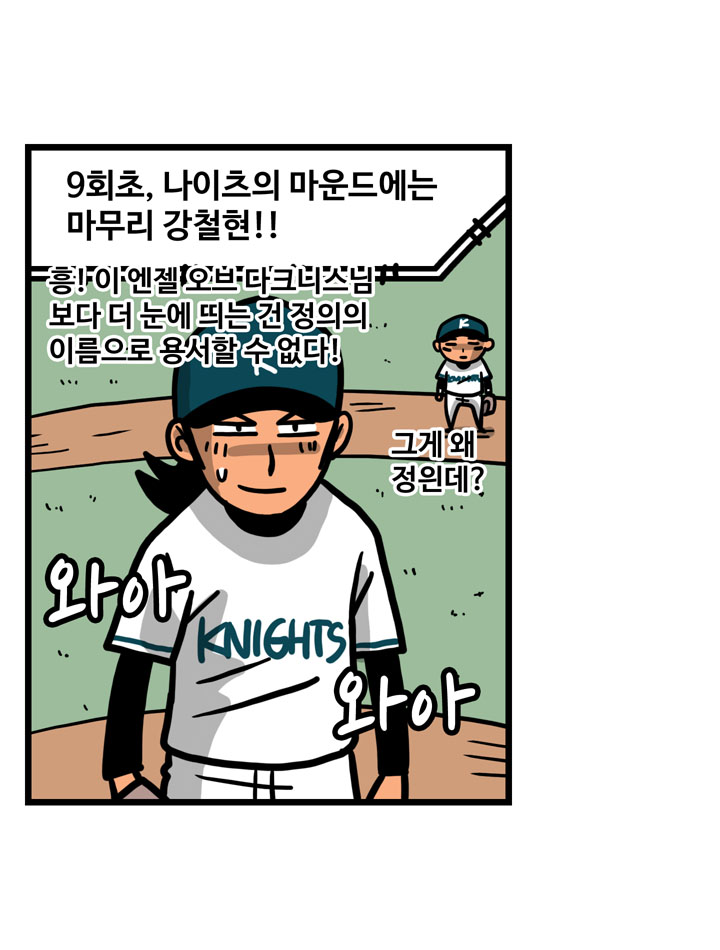 9회초, 나이츠의 마운드에는
마무리 강철현!!
흥! 이 엔젤 오브 다크니스님
보다 더 눈에 띄는 건 정의의
이름으로 용서할 수 없다!
K
그게 왜
정읜데?
와아
KNIGHTS
와아